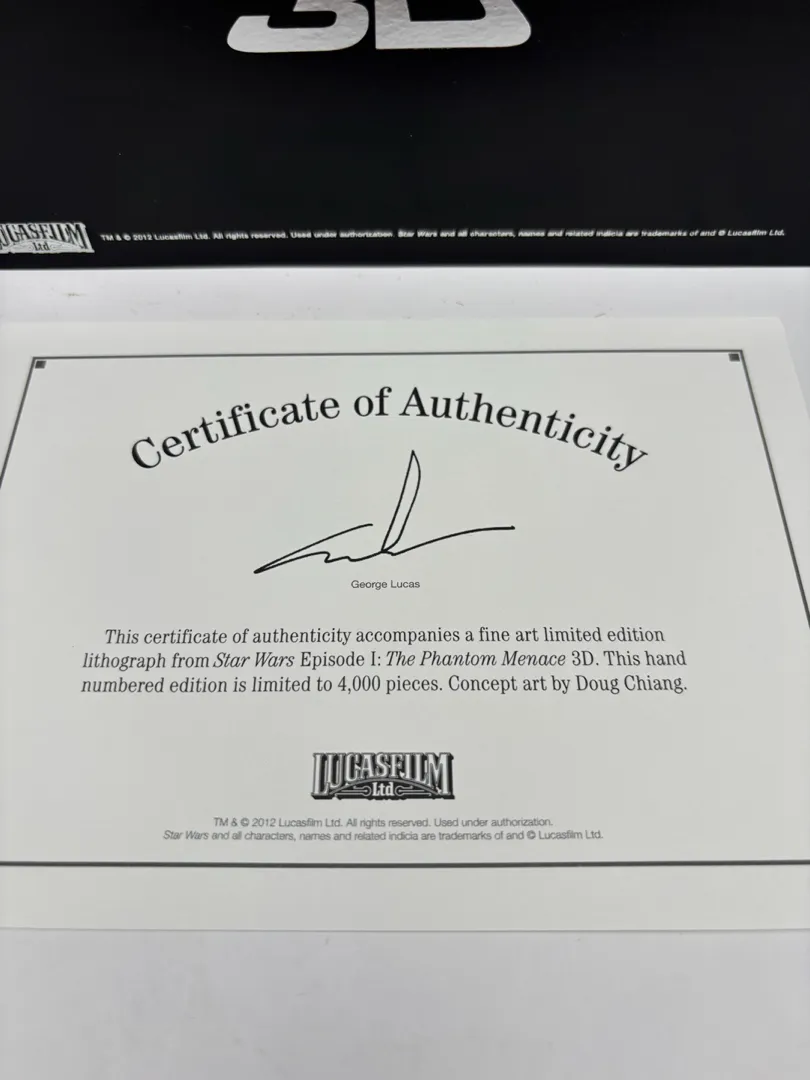 3D
LUCASFILM
Ltd.
TM & © 2012 Lucasfilm Ltd. All rights reserved. Used under authorization. Star Wars and all characters, names and related indicia are trademarks of and © Lucasfilm Ltd.
Certificate of Authenticity
George Lucas
This certificate of authenticity accompanies a fine art limited edition
lithograph from Star Wars Episode I: The Phantom Menace 3D. This hand
numbered edition is limited to 4,000 pieces. Concept art by Doug Chiang.
LUCASFILM
Ltd
TM & © 2012 Lucasfilm Ltd. All rights reserved. Used under authorization.
Star Wars and all characters, names and related indicia are trademarks of and © Lucasfilm Ltd.